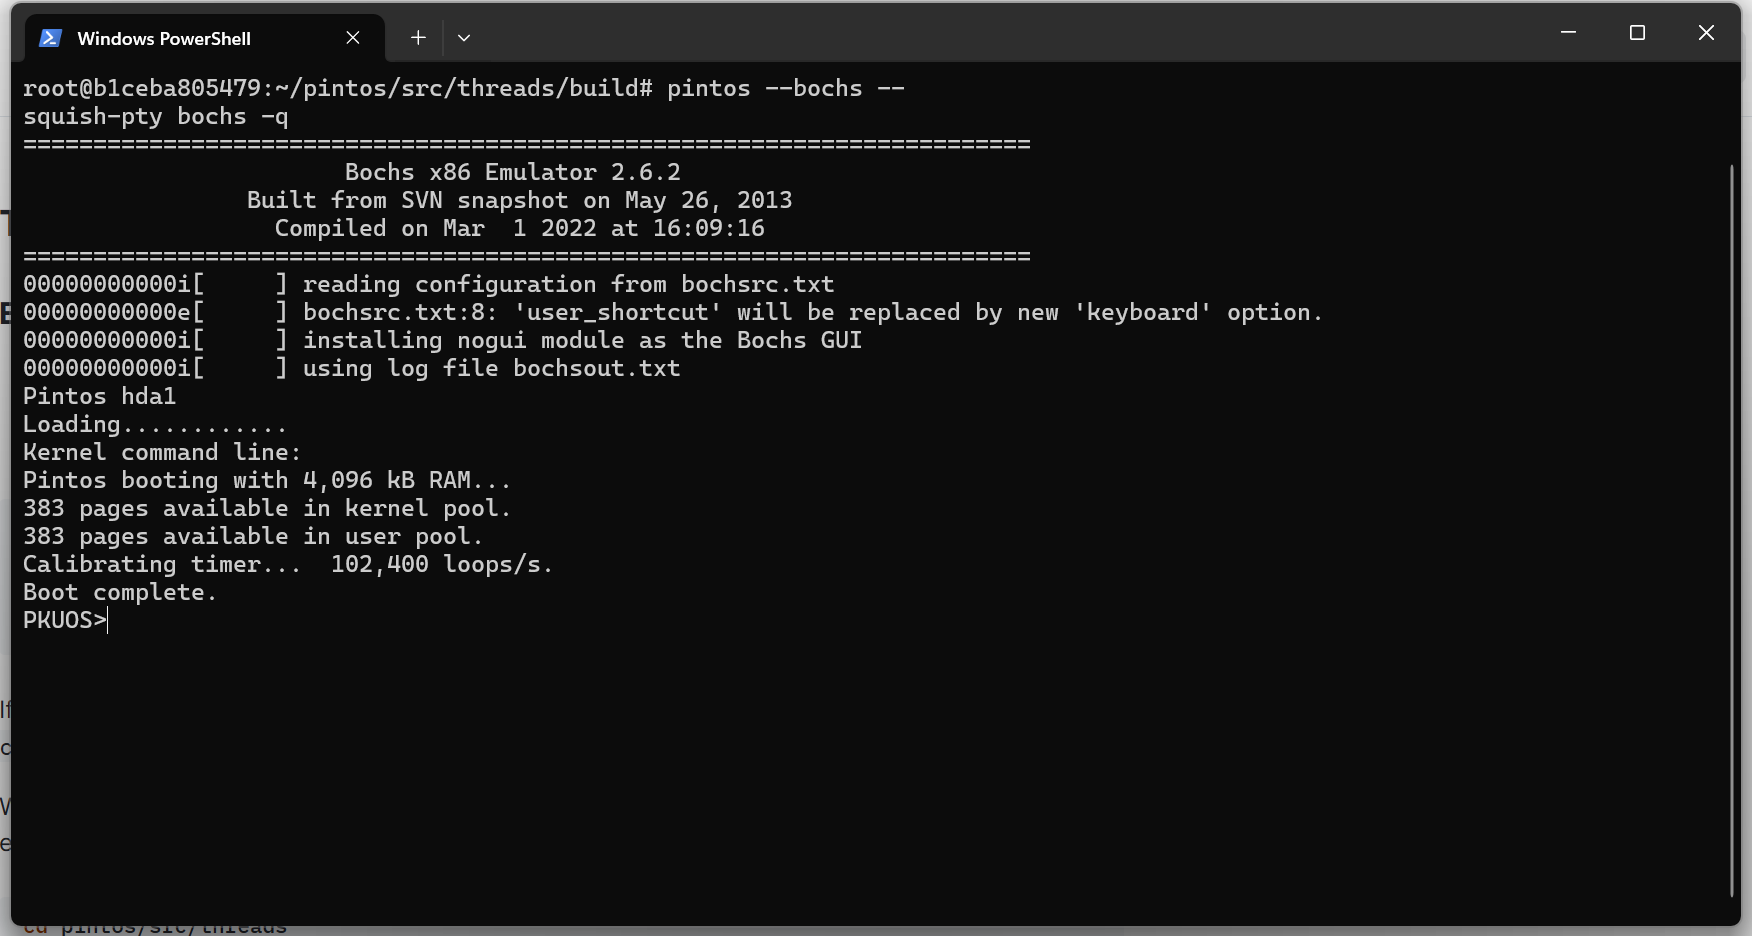 Windows PowerShell
root@b1ceba805479:~/pintos/src/threads/build# pintos --bochs --
squish-pty bochs -q
========================================================================
                       Bochs x86 Emulator 2.6.2
                Built from SVN snapshot on May 26, 2013
                  Compiled on Mar  1 2022 at 16:09:16
========================================================================
00000000000i[     ] reading configuration from bochsrc.txt
00000000000e[     ] bochsrc.txt:8: 'user_shortcut' will be replaced by new 'keyboard' option.
00000000000i[     ] installing nogui module as the Bochs GUI
00000000000i[     ] using log file bochsout.txt
Pintos hda1
Loading............
Kernel command line:
Pintos booting with 4,096 kB RAM...
383 pages available in kernel pool.
383 pages available in user pool.
Calibrating timer...  102,400 loops/s.
Boot complete.
PKUOS>
cd pintos/src/threads